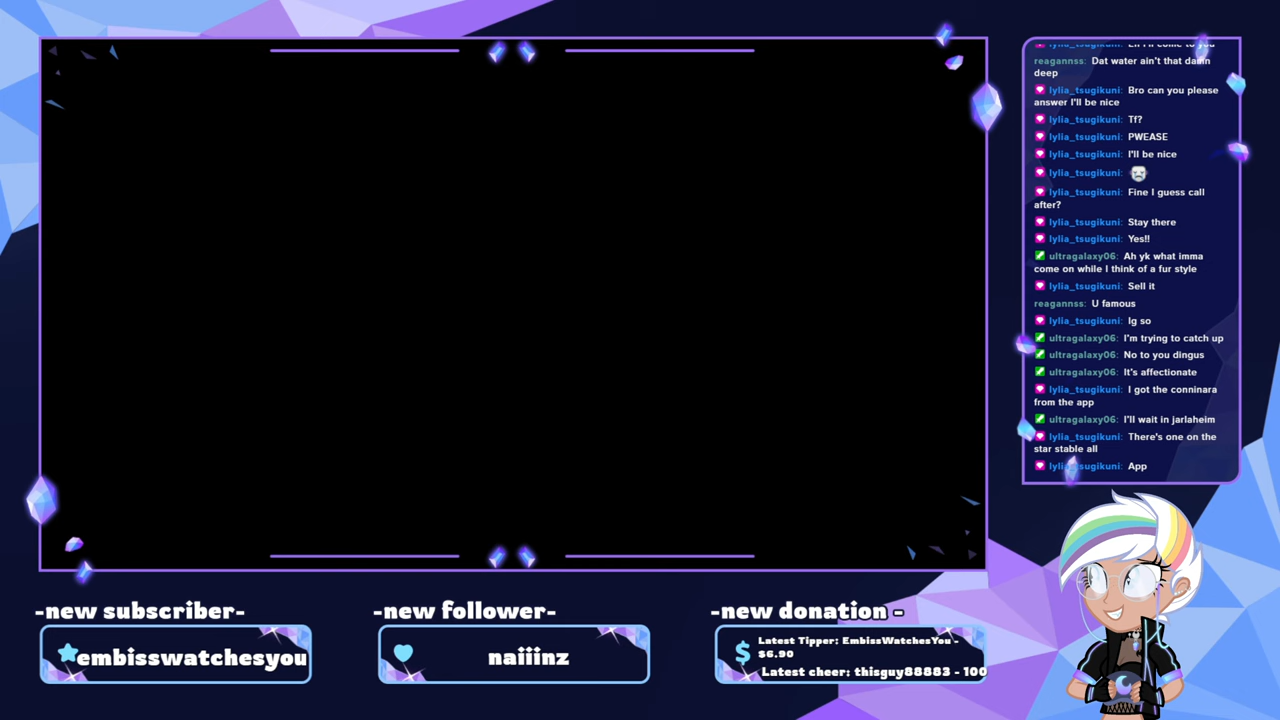 reagannss: Dat water ain't that damn
deep
lylia_tsugikuni: Bro can you please
answer I'll be nice
lylia_tsugikuni: Tf?
lylia_tsugikuni: PWEASE
lylia_tsugikuni: I'll be nice
lylia_tsugikuni:
lylia_tsugikuni: Fine I guess call
after?
lylia_tsugikuni: Stay there
lylia_tsugikuni: Yes!!
ultragalaxy06: Ah yk what imma
come on while I think of a fur style
lylia_tsugikuni: Sell it
reagannss: U famous
lylia_tsugikuni: Ig so
ultragalaxy06: I'm trying to catch up
ultragalaxy06: No to you dingus
ultragalaxy06: It's affectionate
lylia_tsugikuni: I got the conninara
from the app
ultragalaxy06: I'll wait in jarlaheim
lylia_tsugikuni: There's one on the
star stable all
lylia_tsugikuni: App
-new subscriber-
embisswatchesyou
-new follower-
naiiinz
-new donation -
Latest Tipper: EmbissWatchesYou -
$6.90
Latest cheer: thisguy88883 - 100